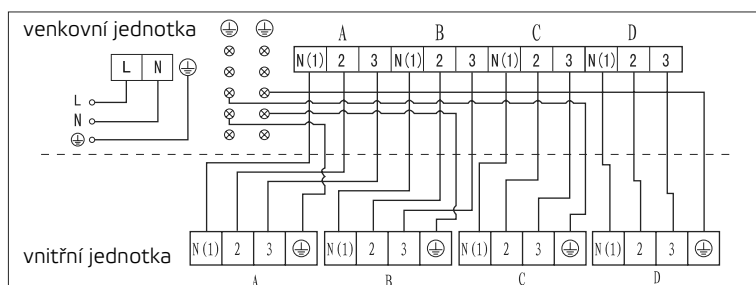 venkovní jednotka
A B C D
N(1) 2 3 N(1) 2 3 N(1) 2 3 N(1) 2 3
L N
L
N
N(1) 2 3 N(1) 2 3 N(1) 2 3 N(1) 2 3
vnitřní jednotka
A B C D